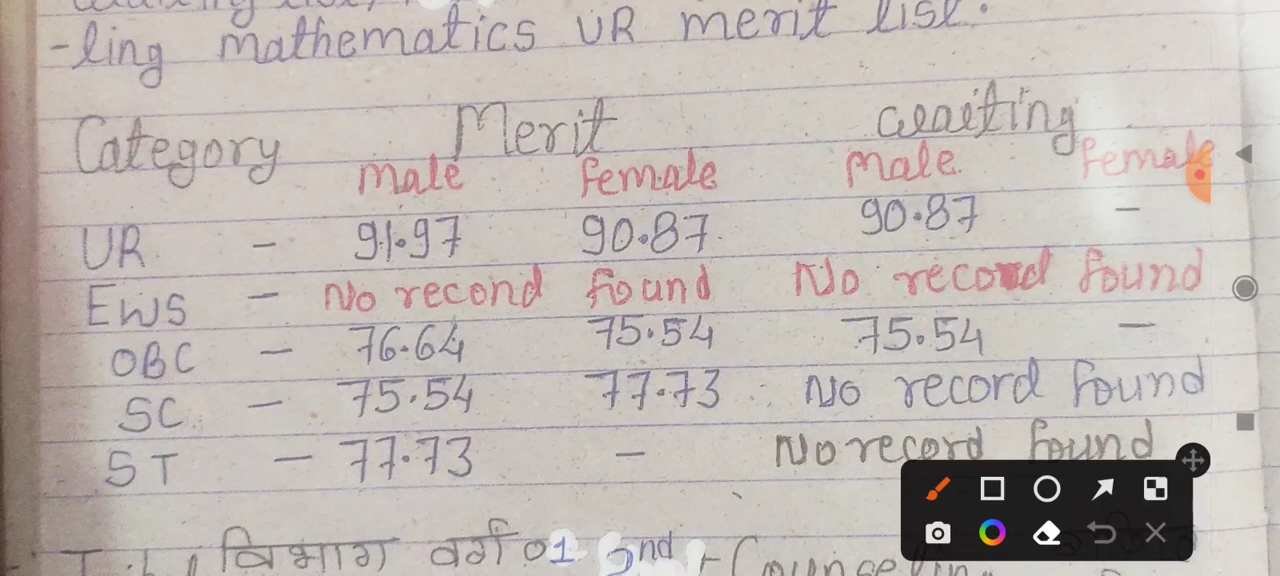 -ling mathematics UR merit list.
Category Merit waiting
male female male female
UR - 91.97 90.87 90.87 -
EWS - No record found No record found
OBC - 76.64 75.54 75.54 -
SC - 75.54 77.73 No record found
ST - 77.73 - No record found
विभाग वर्ग 01 2nd